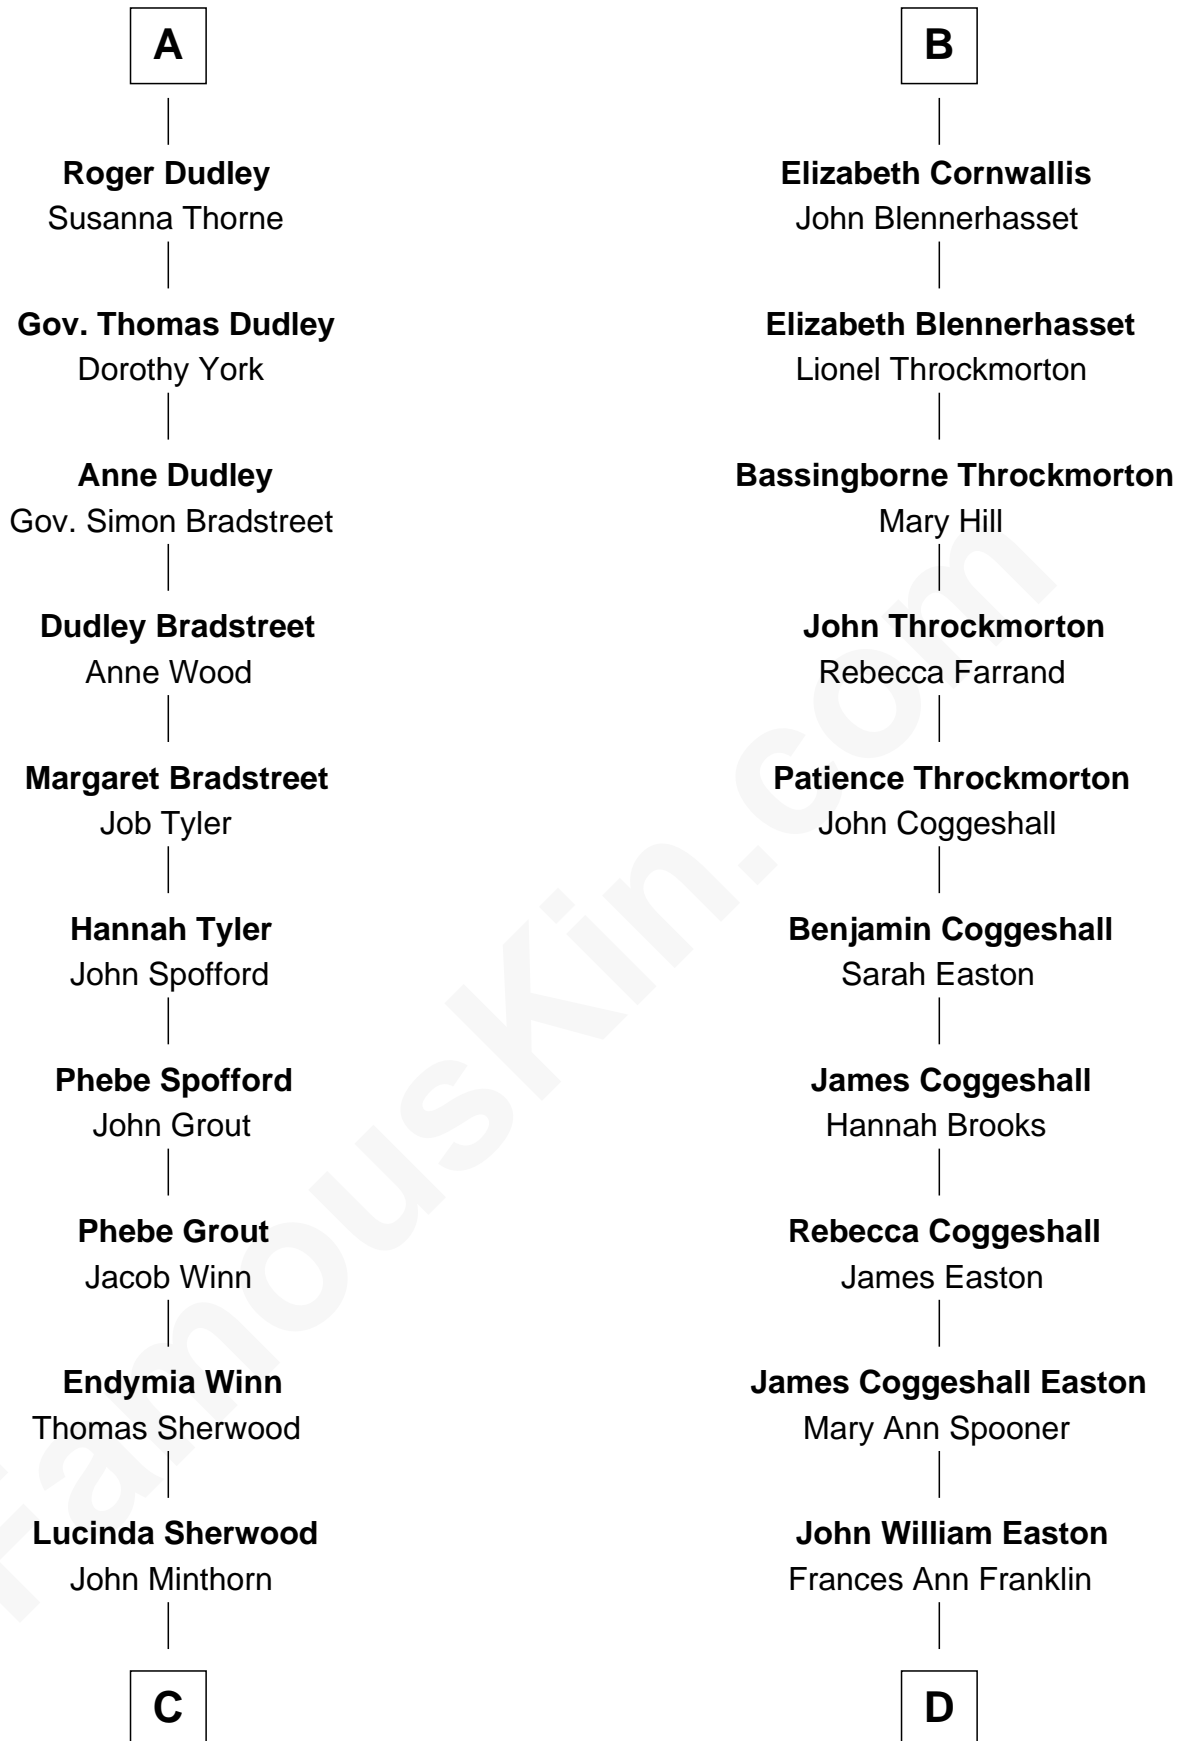 A
Roger Dudley
Susanna Thorne
Gov. Thomas Dudley
Dorothy York
Anne Dudley
Gov. Simon Bradstreet
Dudley Bradstreet
Anne Wood
Margaret Bradstreet
Job Tyler
Hannah Tyler
John Spofford
Phebe Spofford
John Grout
Phebe Grout
Jacob Winn
Endymia Winn
Thomas Sherwood
Lucinda Sherwood
John Minthorn
C
B
Elizabeth Cornwallis
John Blennerhasset
Elizabeth Blennerhasset
Lionel Throckmorton
Bassingborne Throckmorton
Mary Hill
John Throckmorton
Rebecca Farrand
Patience Throckmorton
John Coggeshall
Benjamin Coggeshall
Sarah Easton
James Coggeshall
Hannah Brooks
Rebecca Coggeshall
James Easton
James Coggeshall Easton
Mary Ann Spooner
John William Easton
Frances Ann Franklin
D
FamousKin.com